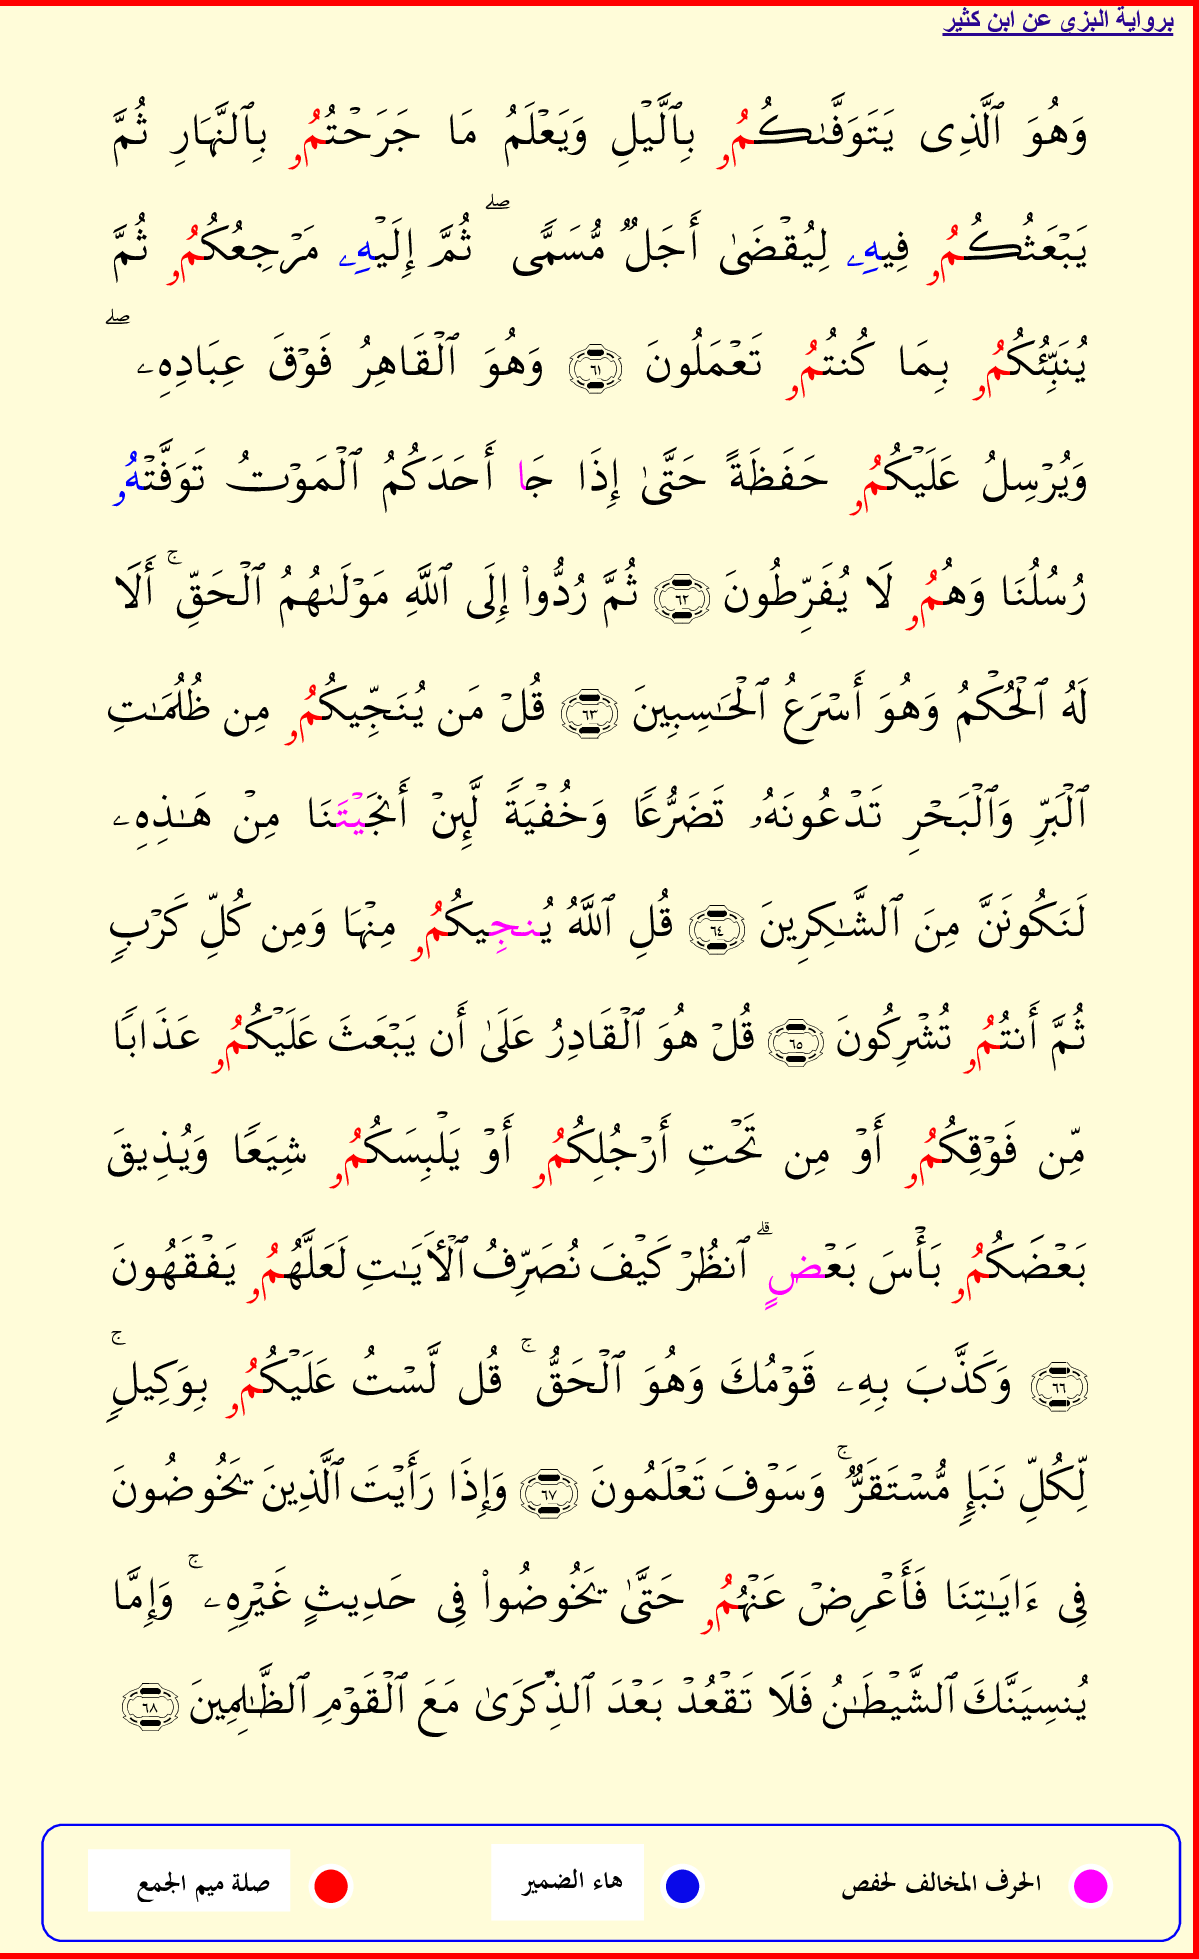 برواية البزي عن ابن كثير
وَهُوَ ٱلَّذِى يَتَوَفَّىٰكُمُۥ بِٱلَّيۡلِ وَيَعۡلَمُ مَا جَرَحۡتُمُۥ بِٱلنَّهَارِ ثُمَّ
يَبۡعَثُكُمُۥ فِيهِۦ لِيُقۡضَىٰٓ أَجَلٌ مُّسَمًّى ۖ ثُمَّ إِلَيۡهِۦ مَرۡجِعُكُمُۥ ثُمَّ
يُنَبِّئُكُمُۥ بِمَا كُنتُمُۥ تَعۡمَلُونَ ٦١ وَهُوَ ٱلۡقَاهِرُ فَوۡقَ عِبَادِهِۦ ۖ
وَيُرۡسِلُ عَلَيۡكُمُۥ حَفَظَةً حَتَّىٰ إِذَا جَا أَحَدَكُمُ ٱلۡمَوۡتُ تَوَفَّتۡهُۥ
رُسُلُنَا وَهُمُۥ لَا يُفَرِّطُونَ ٦٢ ثُمَّ رُدُّواْ إِلَى ٱللَّهِ مَوۡلَىٰهُمُ ٱلۡحَقِّ ۚ أَلَا
لَهُ ٱلۡحُكۡمُ وَهُوَ أَسۡرَعُ ٱلۡحَـٰسِبِينَ ٦٣ قُلۡ مَن يُنَجِّيكُمُۥ مِن ظُلُمَـٰتِ
ٱلۡبَرِّ وَٱلۡبَحۡرِ تَدۡعُونَهُۥ تَضَرُّعًا وَخُفۡيَةً لَّئِنۡ أَنجَيۡتَنَا مِنۡ هَـٰذِهِۦ
لَنَكُونَنَّ مِنَ ٱلشَّـٰكِرِينَ ٦٤ قُلِ ٱللَّهُ يُنجِيكُمُۥ مِنۡهَا وَمِن كُلِّ كَرۡبٍ
ثُمَّ أَنتُمُۥ تُشۡرِكُونَ ٦٥ قُلۡ هُوَ ٱلۡقَادِرُ عَلَىٰ أَن يَبۡعَثَ عَلَيۡكُمُۥ عَذَابًا
مِّن فَوۡقِكُمُۥ أَوۡ مِن تَحۡتِ أَرۡجُلِكُمُۥ أَوۡ يَلۡبِسَكُمُۥ شِيَعًا وَيُذِيقَ
بَعۡضَكُمُۥ بَأۡسَ بَعۡضٍ ۗ ٱنظُرۡ كَيۡفَ نُصَرِّفُ ٱلۡأَيَـٰتِ لَعَلَّهُمُۥ يَفۡقَهُونَ
٦٦ وَكَذَّبَ بِهِۦ قَوۡمُكَ وَهُوَ ٱلۡحَقُّ ۚ قُل لَّسۡتُ عَلَيۡكُمُۥ بِوَكِيلٍ ۚ
لِّكُلِّ نَبَإٍ مُّسۡتَقَرٌّ ۚ وَسَوۡفَ تَعۡلَمُونَ ٦٧ وَإِذَا رَأَيۡتَ ٱلَّذِينَ يَخُوضُونَ
فِى ءَايَـٰتِنَا فَأَعۡرِضۡ عَنۡهُمُۥ حَتَّىٰ يَخُوضُواْ فِى حَدِيثٍ غَيۡرِهِۦ ۚ وَإِمَّا
يُنسِيَنَّكَ ٱلشَّيۡطَـٰنُ فَلَا تَقۡعُدۡ بَعۡدَ ٱلذِّكۡرَىٰ مَعَ ٱلۡقَوۡمِ ٱلظَّـٰلِمِينَ ٦٨
الحرف المخالف لحفص هاء الضمير صلة ميم الجمع